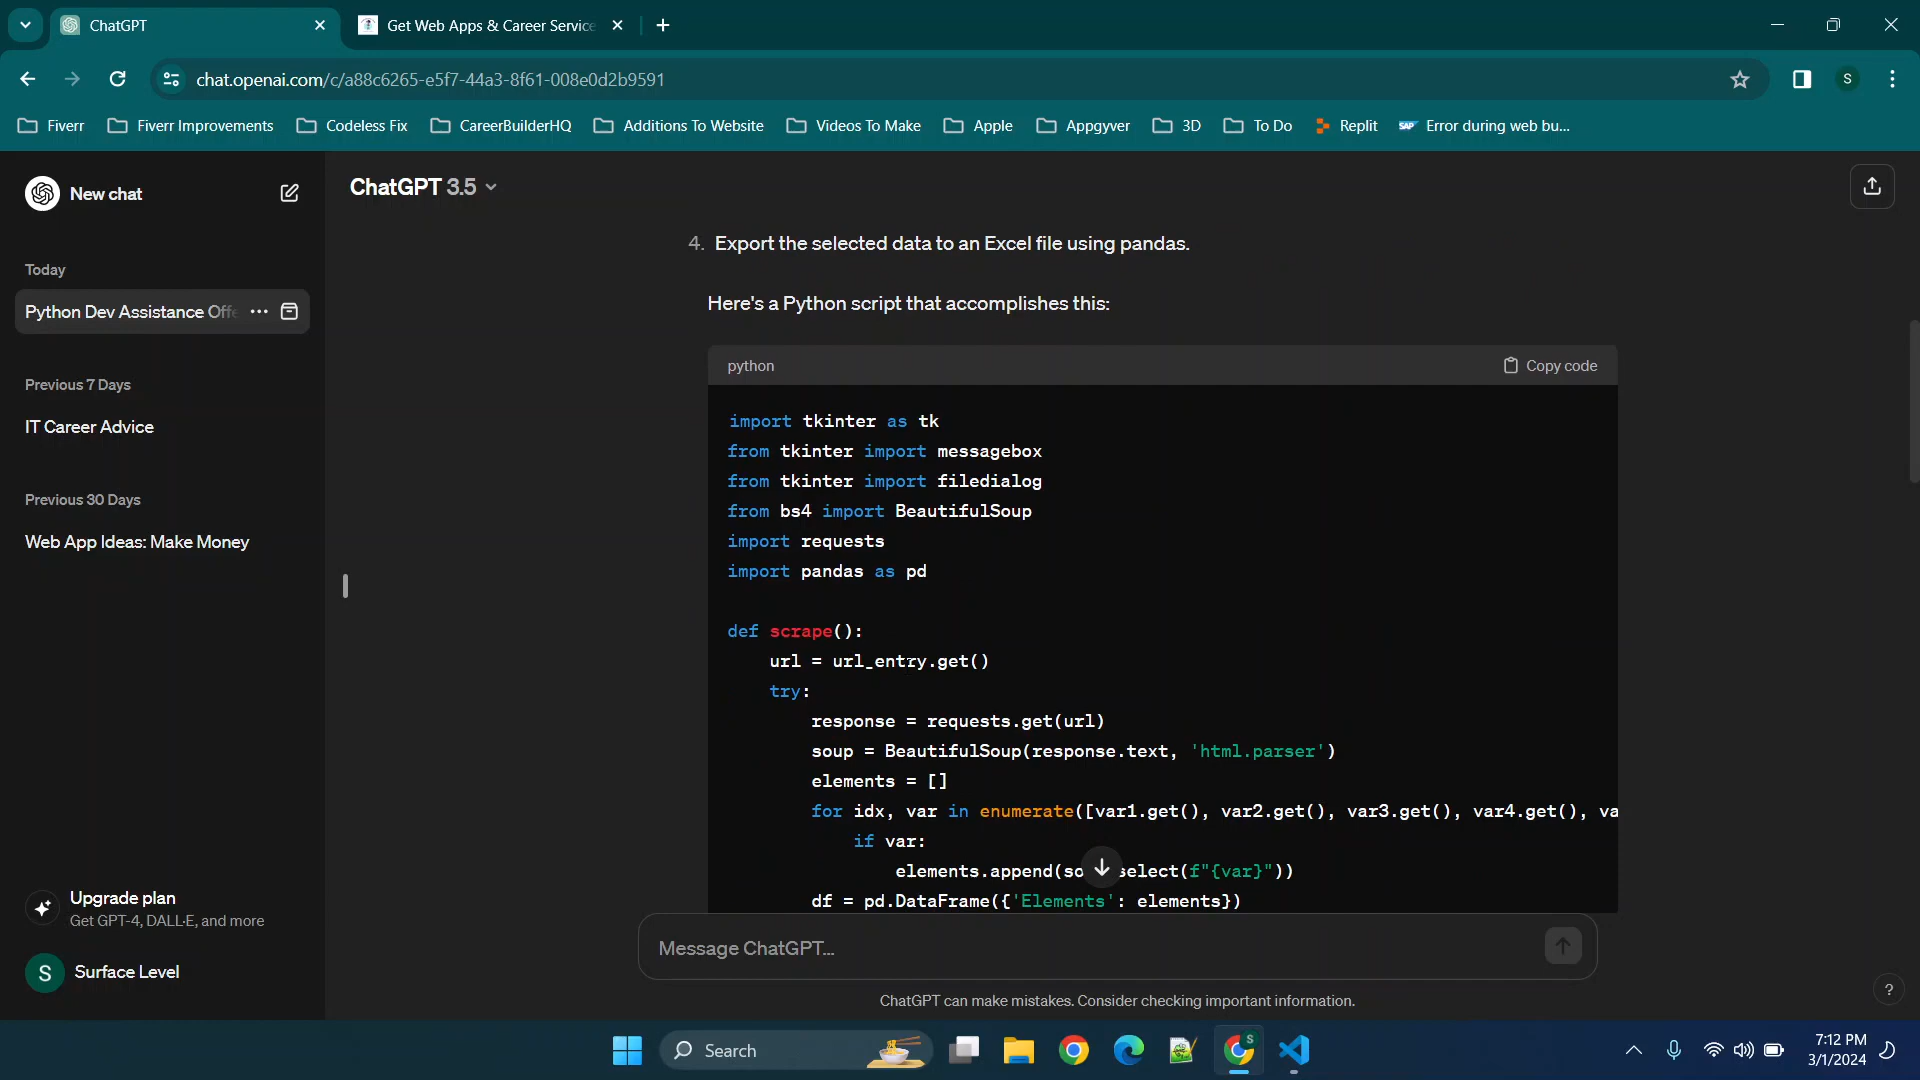 ChatGPT
Get Web Apps & Career Service
chat.openai.com/c/a88c6265-e5f7-44a3-8f61-008e0d2b9591
S
Fiverr
Fiverr Improvements
Codeless Fix
CareerBuilderHQ
Additions To Website
Videos To Make
Apple
Appgyver
3D
To Do
Replit
SAP
Error during web bu...
New chat
ChatGPT 3.5
Today
Python Dev Assistance Offe
Previous 7 Days
IT Career Advice
Previous 30 Days
Web App Ideas: Make Money
Upgrade plan
Get GPT-4, DALL·E, and more
S
Surface Level
4. Export the selected data to an Excel file using pandas.
Here's a Python script that accomplishes this:
python
Copy code
import tkinter as tk
from tkinter import messagebox
from tkinter import filedialog
from bs4 import BeautifulSoup
import requests
import pandas as pd
def scrape():
url = url_entry.get()
try:
response = requests.get(url)
soup = BeautifulSoup(response.text, 'html.parser')
elements = []
for idx, var in enumerate([var1.get(), var2.get(), var3.get(), var4.get(), va
if var:
elements.append(so select(f"{var}"))
df = pd.DataFrame({'Elements': elements})
Message ChatGPT...
ChatGPT can make mistakes. Consider checking important information.
?
Search
S
7:12 PM
3/1/2024